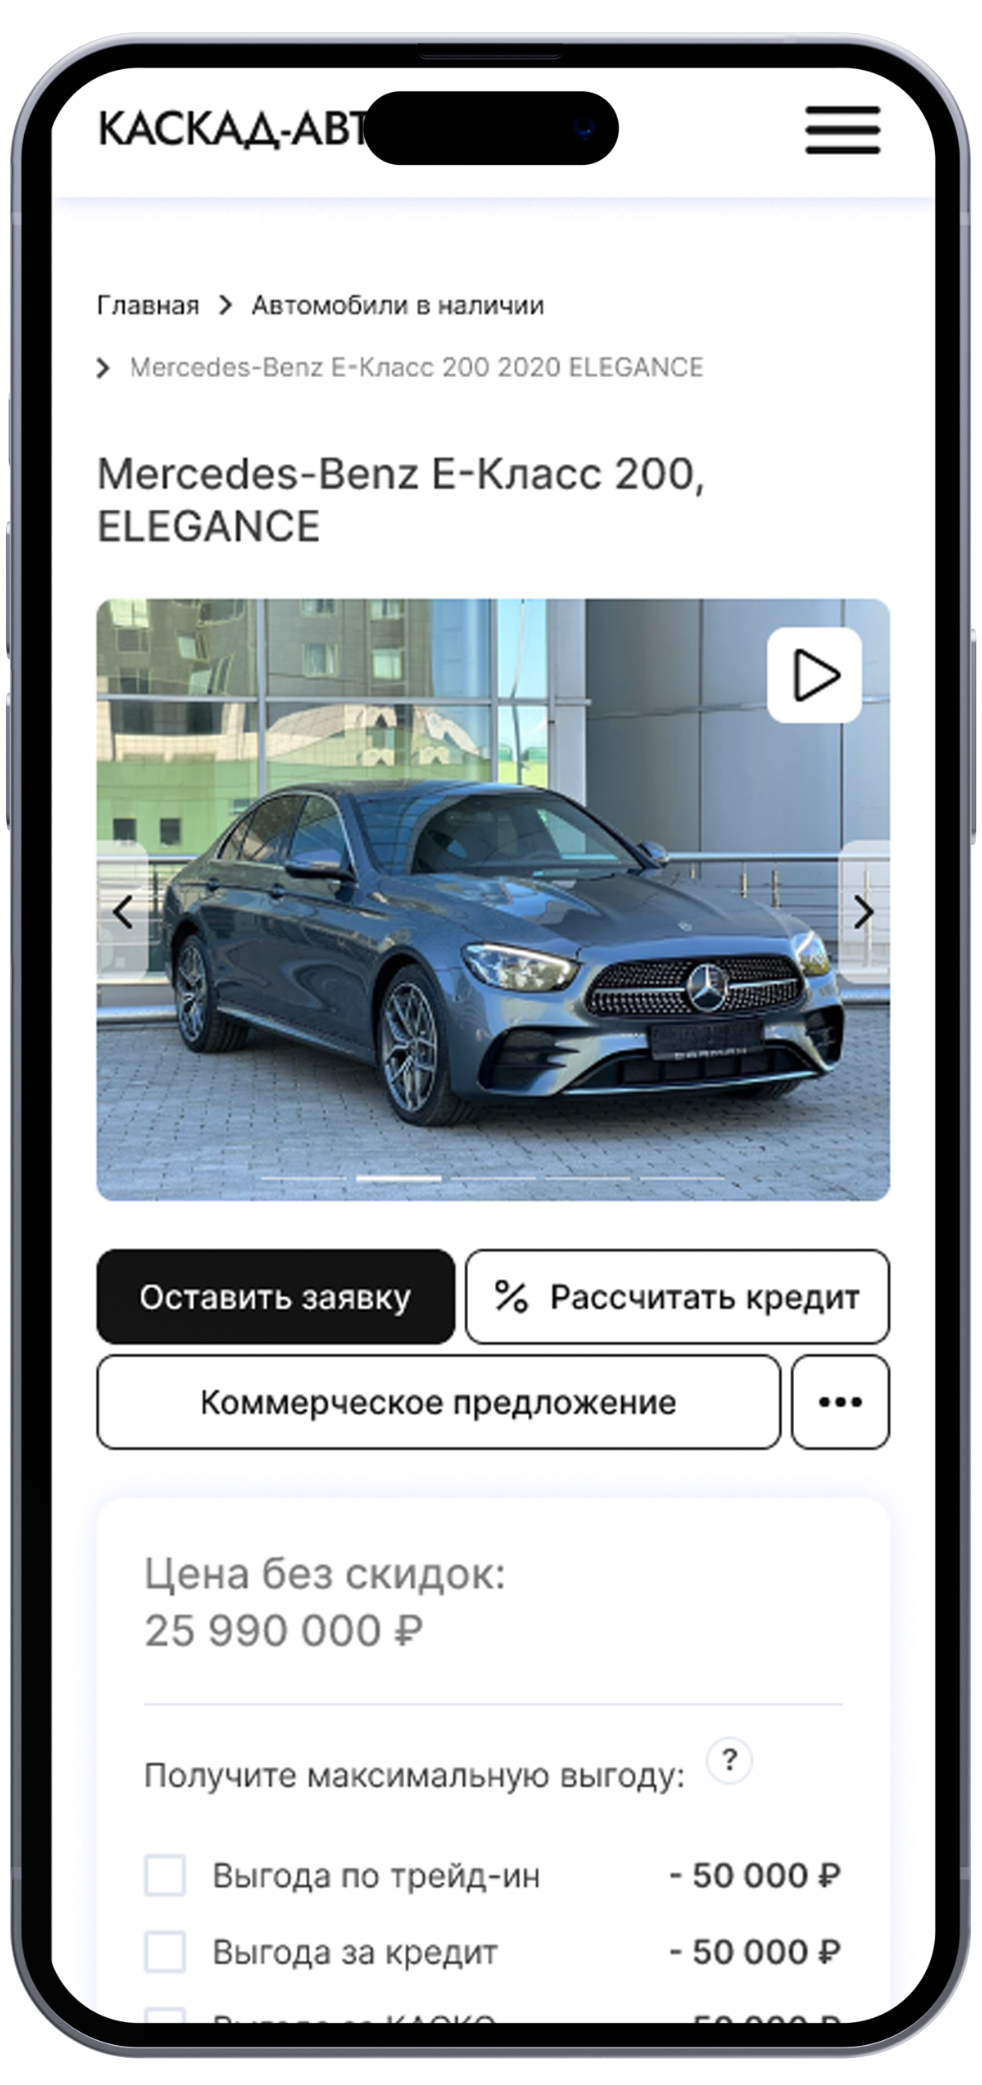 КАСКАД-АВТ
Главная > Автомобили в наличии
> Mercedes-Benz E-Класс 200 2020 ELEGANCE
Mercedes-Benz E-Класс 200,
ELEGANCE
Оставить заявку
% Рассчитать кредит
Коммерческое предложение
•••
Цена без скидок:
25 990 000 ₽
Получите максимальную выгоду: ?
Выгода по трейд-ин - 50 000 ₽
Выгода за кредит - 50 000 ₽